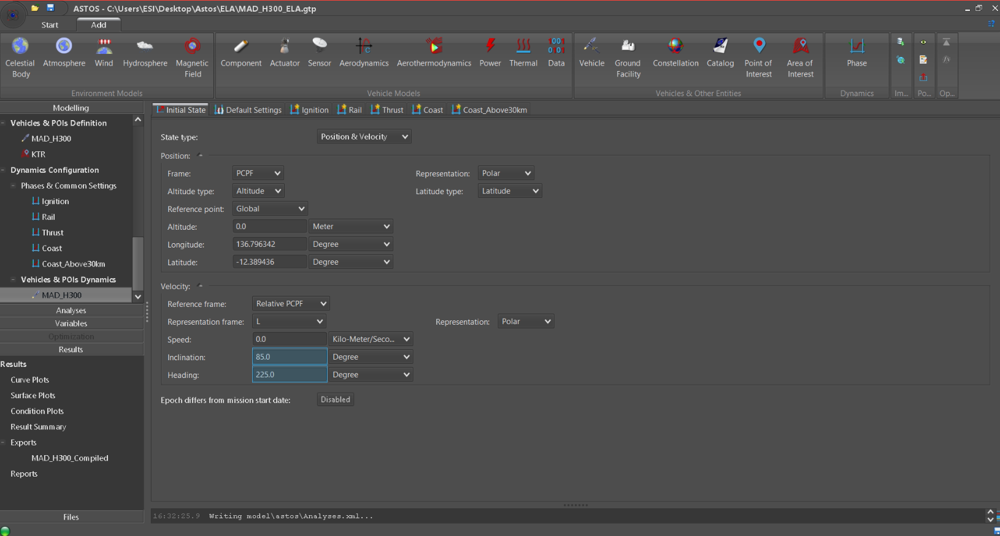 ASTOS - C:\Users\ESI\Desktop\Astos\ELA\MAD_H300_ELA.gtp
Start Add
Celestial Body Atmosphere Wind Hydrosphere Magnetic Field
Environment Models
Component Actuator Sensor Aerodynamics Aerothermodynamics Power Thermal Data
Vehicle Models
Vehicle Ground Facility Constellation Catalog Point of Interest Area of Interest
Vehicles & Other Entities
Phase
Dynamics
Im... Po... Op...
Modelling
Vehicles & POIs Definition
MAD_H300
KTR
Dynamics Configuration
Phases & Common Settings
Ignition
Rail
Thrust
Coast
Coast_Above30km
Vehicles & POIs Dynamics
MAD_H300
Analyses
Variables
Optimization
Results
Results
Curve Plots
Surface Plots
Condition Plots
Result Summary
Exports
MAD_H300_Compiled
Reports
Files
Initial State Default Settings Ignition Rail Thrust Coast Coast_Above30km
State type: Position & Velocity
Position:
Frame: PCPF Representation: Polar
Altitude type: Altitude Latitude type: Latitude
Reference point: Global
Altitude: 0.0 Meter
Longitude: 136.796342 Degree
Latitude: -12.389436 Degree
Velocity:
Reference frame: Relative PCPF
Representation frame: L Representation: Polar
Speed: 0.0 Kilo-Meter/Seco...
Inclination: 85.0 Degree
Heading: 225.0 Degree
Epoch differs from mission start date: Disabled
16:32:25.9 Writing model\astos\Analyses.xml...